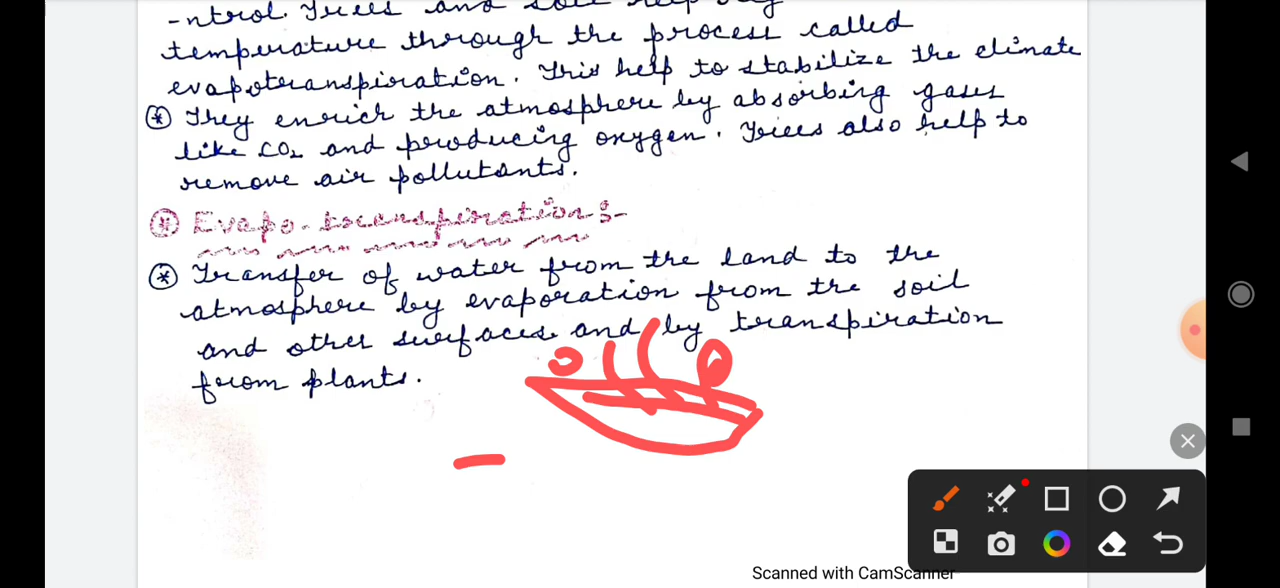 -ntrol. Trees and
temperature through the process called
evapotranspiration. This help to stabilize the climate
* They enrich the atmosphere by absorbing gases
like CO₂ and producing oxygen. Trees also help to
remove air pollutants.
* Evapo-transpiration:-
* Transfer of water from the land to the
atmosphere by evaporation from the soil
and other surfaces and by transpiration
from plants.
Scanned with CamScanner